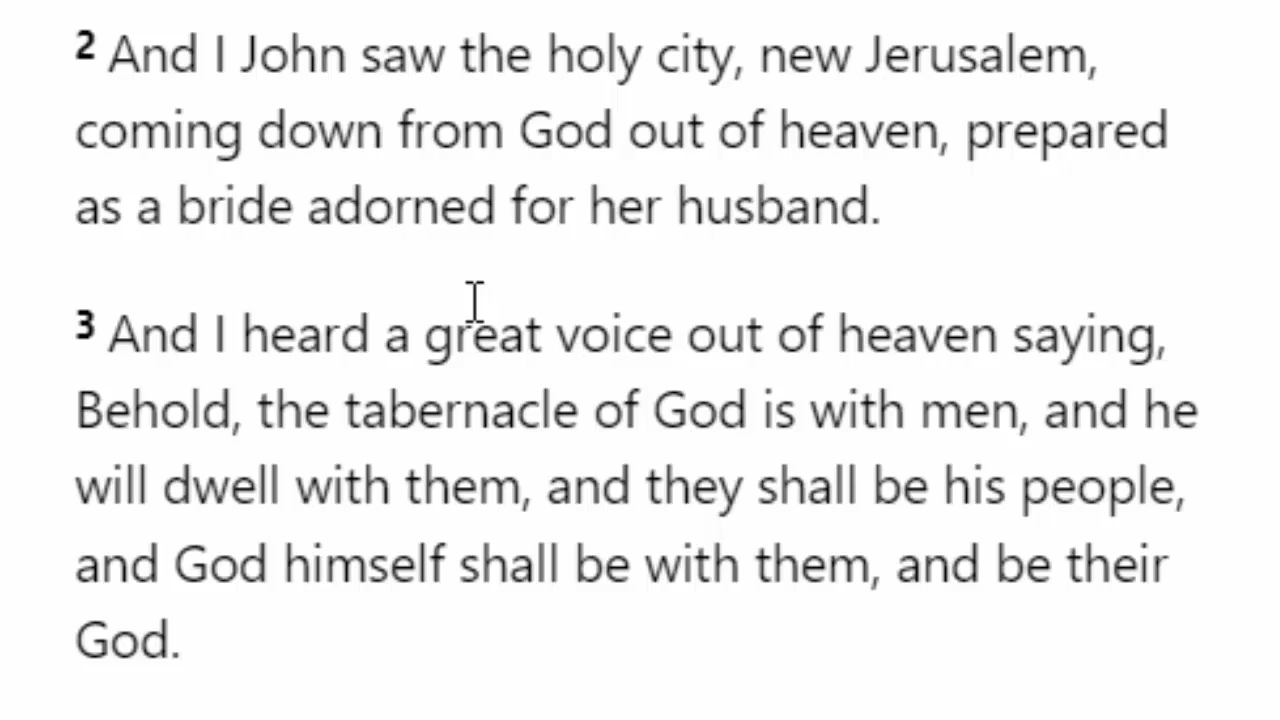 2 And I John saw the holy city, new Jerusalem,
coming down from God out of heaven, prepared
as a bride adorned for her husband.
3 And I heard a great voice out of heaven saying,
Behold, the tabernacle of God is with men, and he
will dwell with them, and they shall be his people,
and God himself shall be with them, and be their
God.